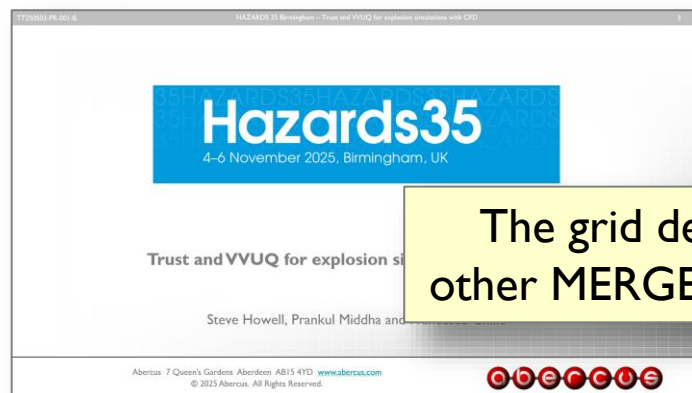 TT250503-PR-001-B HAZARDS 35 Birmingham – Trust and VVUQ for explosion simulations with CFD 3
Hazards35
4–6 November 2025, Birmingham, UK
The grid de
Trust and VVUQ for explosion si
other MERGE
Steve Howell, Prankul Middha and
Abercus 7 Queen's Gardens Aberdeen AB15 4YD www.abercus.com
© 2025 Abercus. All Rights Reserved.
abercus